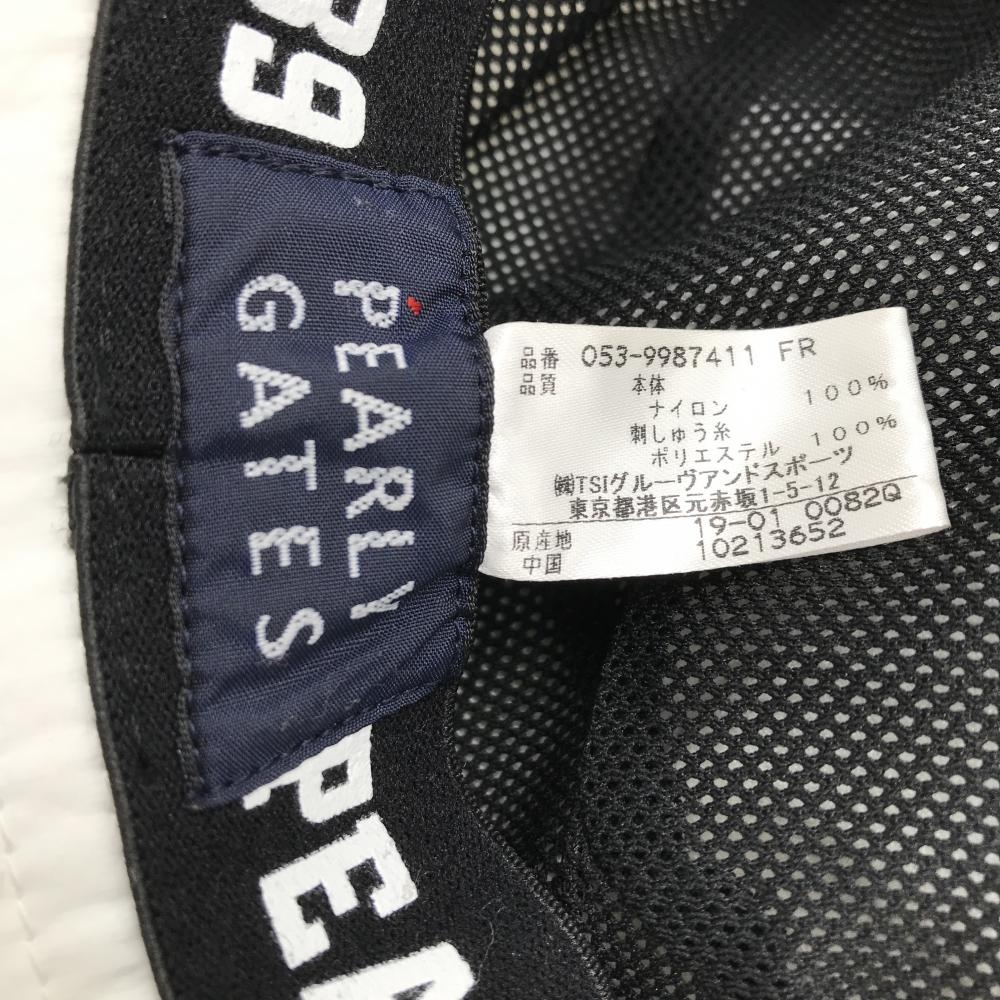 89
PEARLY
GATES
PEA
品番 053-9987411 FR
品質 本体
ナイロン 100%
刺しゅう糸
ポリエステル 100%
㈱TSIグルーヴアンドスポーツ
東京都港区元赤坂1-5-12
19-01 0082Q
原産地 10213652
中国